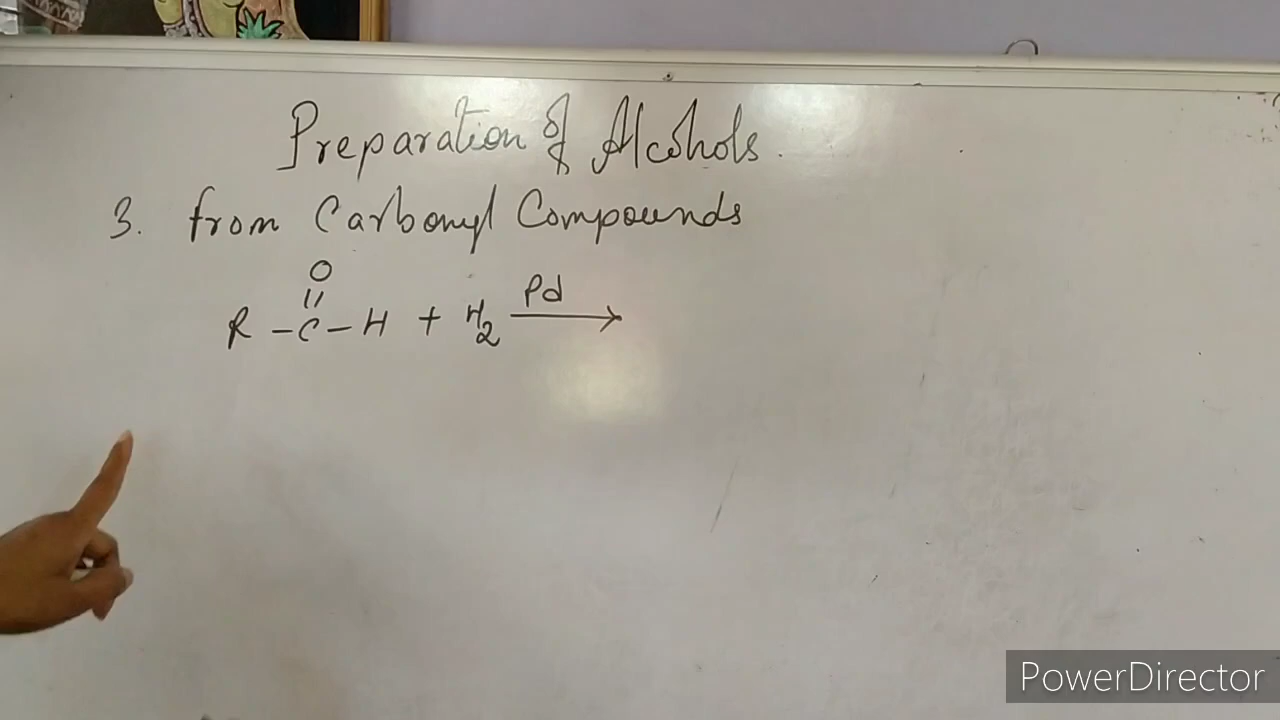 Preparation of Alcohols.
3. from Carbonyl Compounds
O
||
R - C - H + H2 Pd →
PowerDirector